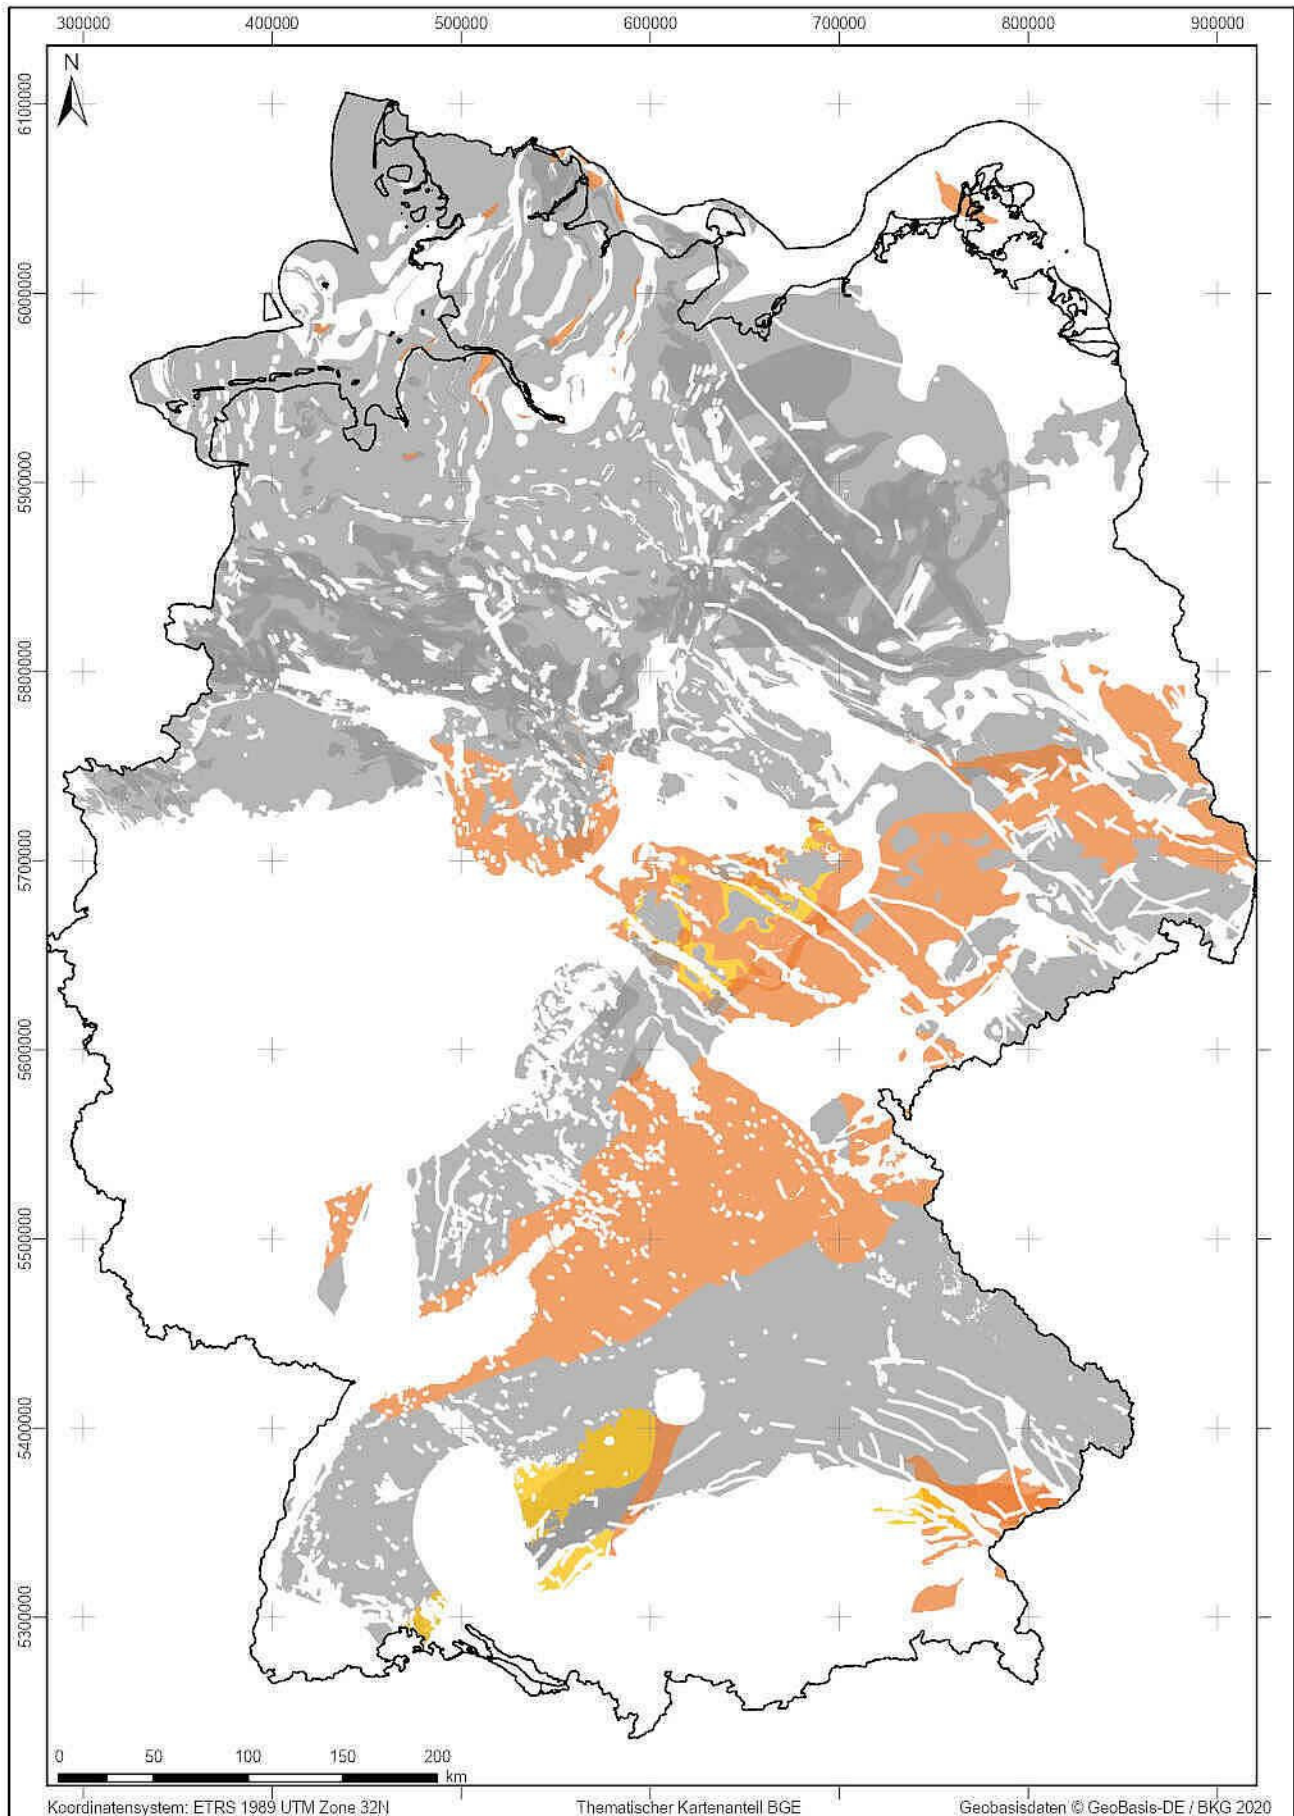 300000 400000 500000 600000 700000 800000 900000
N
6100000
6000000
5900000
5800000
5700000
5600000
5500000
5400000
5300000
0 50 100 150 200
km
Koordinatensystem: ETRS 1989 UTM Zone 32N Thematischer Kartenanteil BGE Geobasisdaten © GeoBasis-DE / BKG 2020